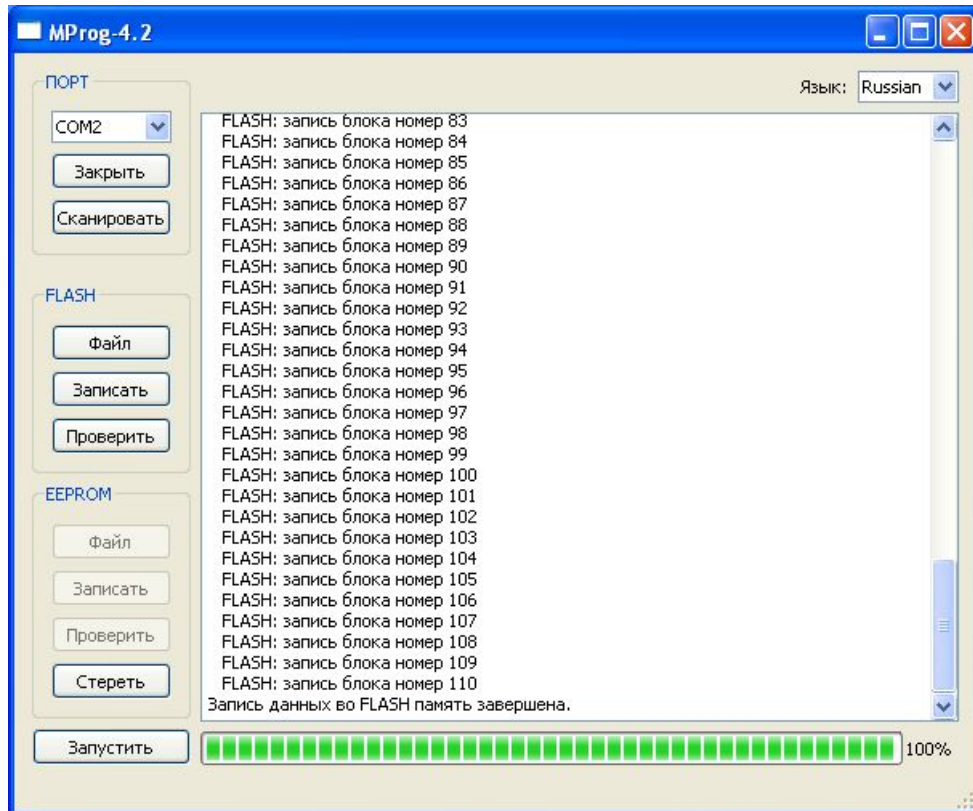 MProg-4.2
ПОРТ
Язык: Russian
COM2
Закрыть
Сканировать
FLASH
Файл
Записать
Проверить
EEPROM
Файл
Записать
Проверить
Стереть
FLASH: запись блока номер 83
FLASH: запись блока номер 84
FLASH: запись блока номер 85
FLASH: запись блока номер 86
FLASH: запись блока номер 87
FLASH: запись блока номер 88
FLASH: запись блока номер 89
FLASH: запись блока номер 90
FLASH: запись блока номер 91
FLASH: запись блока номер 92
FLASH: запись блока номер 93
FLASH: запись блока номер 94
FLASH: запись блока номер 95
FLASH: запись блока номер 96
FLASH: запись блока номер 97
FLASH: запись блока номер 98
FLASH: запись блока номер 99
FLASH: запись блока номер 100
FLASH: запись блока номер 101
FLASH: запись блока номер 102
FLASH: запись блока номер 103
FLASH: запись блока номер 104
FLASH: запись блока номер 105
FLASH: запись блока номер 106
FLASH: запись блока номер 107
FLASH: запись блока номер 108
FLASH: запись блока номер 109
FLASH: запись блока номер 110
Запись данных во FLASH память завершена.
Запустить
100%